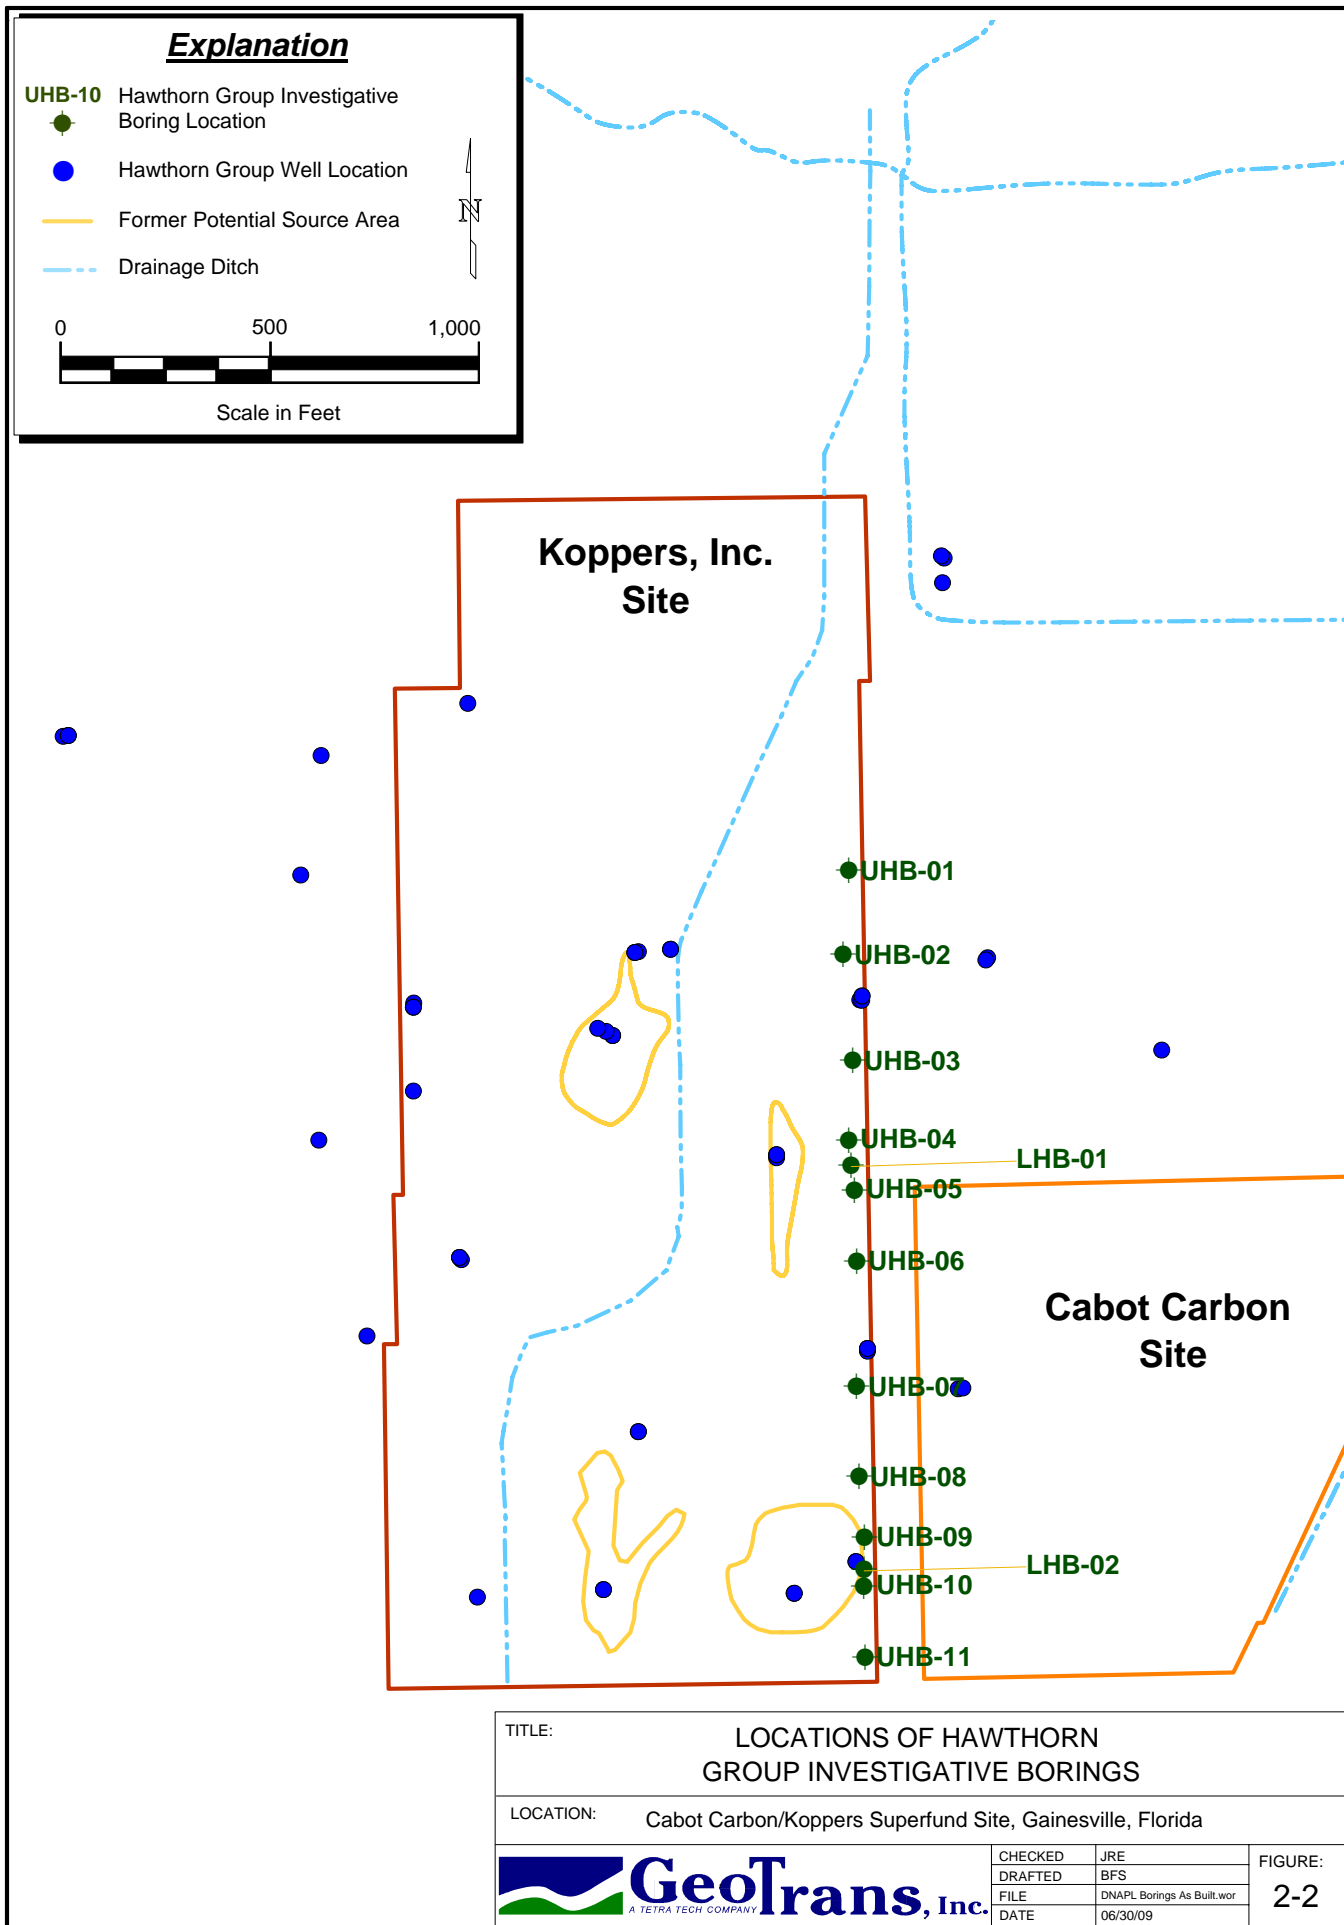 Explanation
UHB-10 Hawthorn Group Investigative
Boring Location
Hawthorn Group Well Location
Former Potential Source Area
Drainage Ditch
N
0 500 1,000
Scale in Feet
Koppers, Inc.
Site
UHB-01
UHB-02
UHB-03
UHB-04
LHB-01
UHB-05
UHB-06
Cabot Carbon
Site
UHB-07
UHB-08
UHB-09
LHB-02
UHB-10
UHB-11
TITLE:
LOCATIONS OF HAWTHORN
GROUP INVESTIGATIVE BORINGS
LOCATION: Cabot Carbon/Koppers Superfund Site, Gainesville, Florida
GeoTrans, Inc.
A TETRA TECH COMPANY
CHECKED JRE
DRAFTED BFS
FILE DNAPL Borings As Built.wor
DATE 06/30/09
FIGURE:
2-2